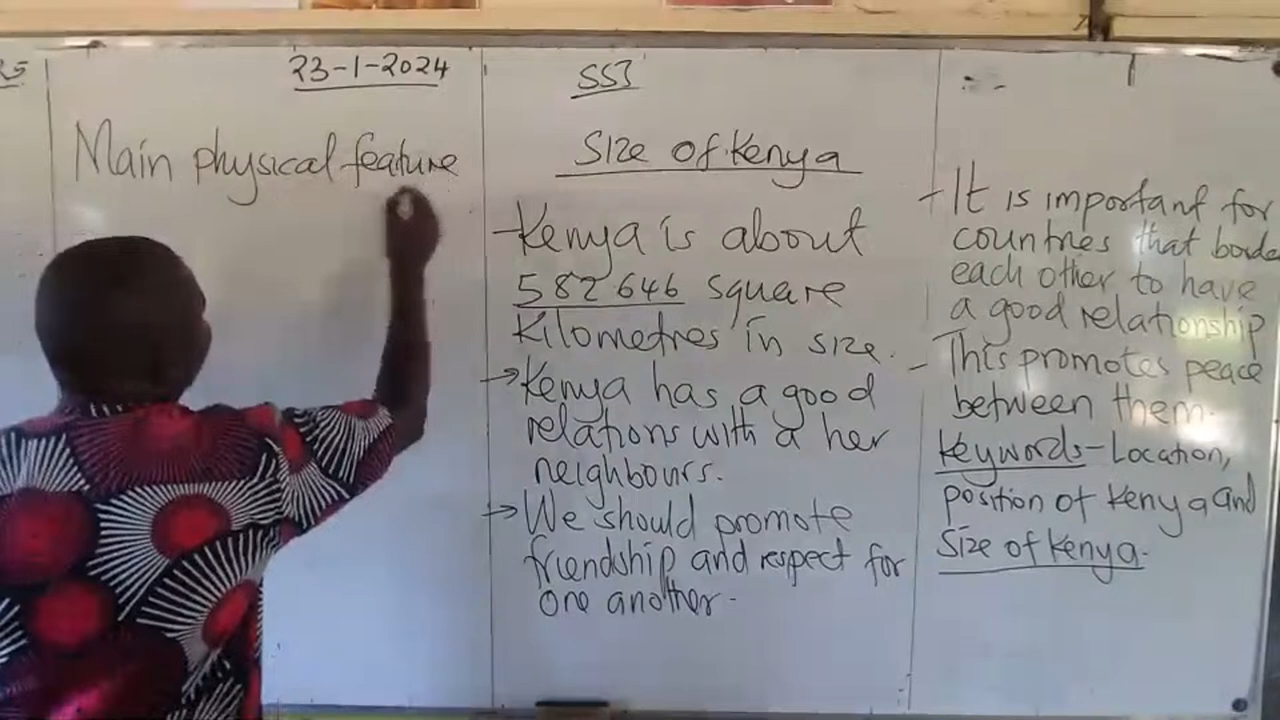 23-1-2024
Main physical feature
SST
Size of Kenya
- Kenya is about
582 646 square
Kilometres in size.
→ Kenya has a good
relations with a her
neighbours.
→ We should promote
friendship and respect for
one another.
- It is important for
countries that borde
each other to have
a good relationship
- This promotes peace
between them.
Keywords - Location,
position of Kenya and
Size of Kenya.